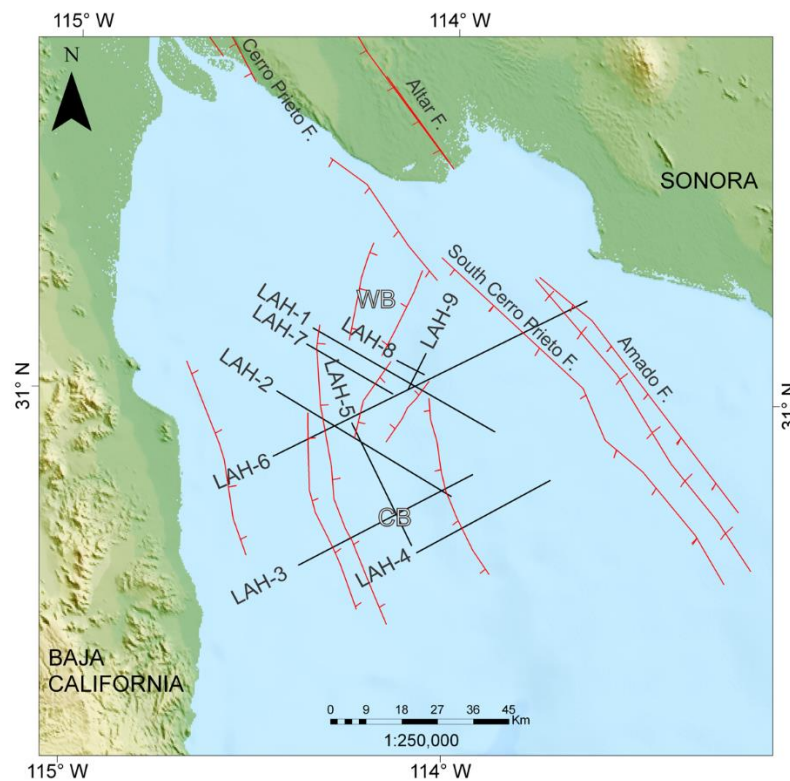 115° W
114° W
N
Cerro Prieto F.
Altar F.
SONORA
South Cerro Prieto F.
WB
LAH-1
LAH-7
LAH-8
LAH-9
Amado F.
LAH-2
LAH-5
31° N
31° N
LAH-6
CB
LAH-3
LAH-4
BAJA
CALIFORNIA
0 9 18 27 36 45
Km
1:250,000
115° W
114° W